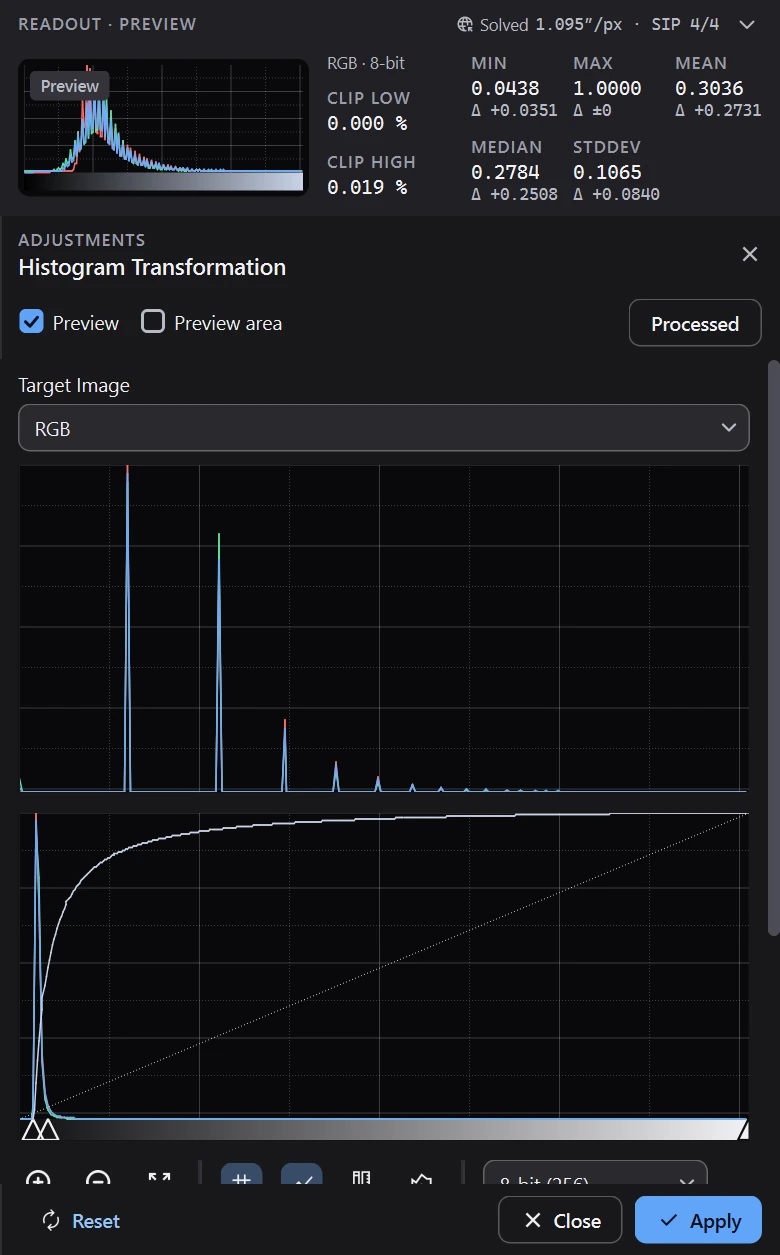 READOUT · PREVIEW
Solved 1.095″/px · SIP 4/4
Preview
RGB · 8-bit
CLIP LOW
0.000 %
CLIP HIGH
0.019 %
MIN
0.0438
Δ +0.0351
MAX
1.0000
Δ ±0
MEAN
0.3036
Δ +0.2731
MEDIAN
0.2784
Δ +0.2508
STDDEV
0.1065
Δ +0.0840
ADJUSTMENTS
Histogram Transformation
Preview
Preview area
Processed
Target Image
RGB
8-bit (256)
Reset
Close
Apply